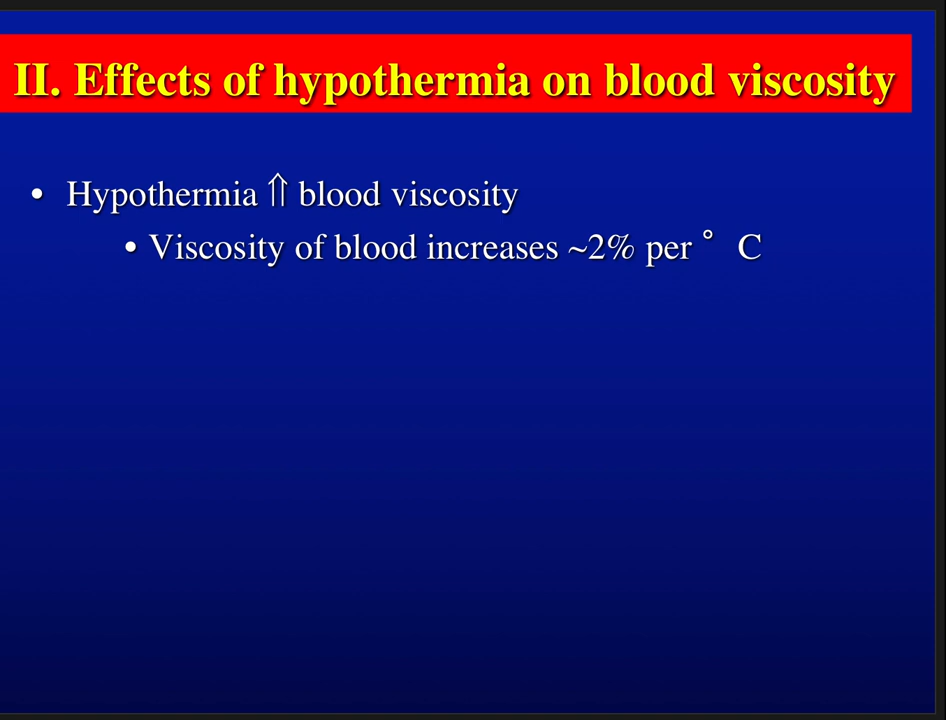 II. Effects of hypothermia on blood viscosity
• Hypothermia ⇑ blood viscosity
• Viscosity of blood increases ~2% per ° C